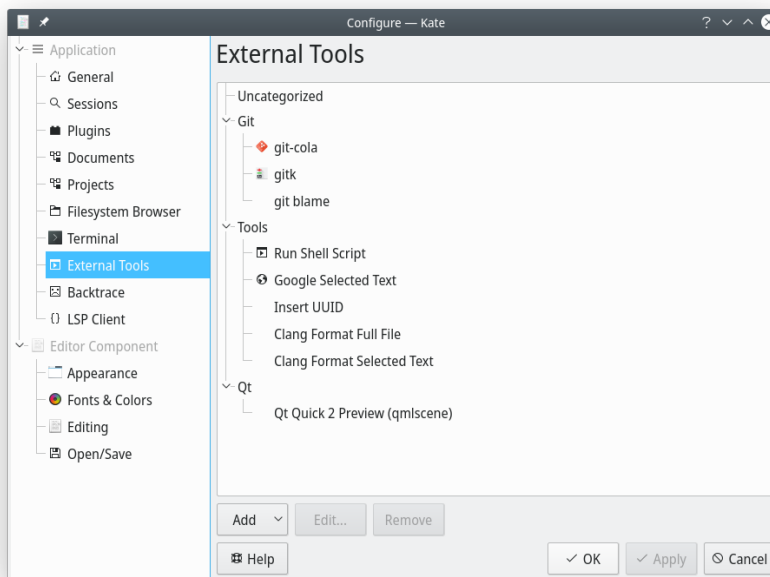 Configure — Kate
Application
General
Sessions
Plugins
Documents
Projects
Filesystem Browser
Terminal
External Tools
Backtrace
{} LSP Client
Editor Component
Appearance
Fonts & Colors
Editing
Open/Save
External Tools
Uncategorized
Git
git-cola
gitk
git blame
Tools
Run Shell Script
Google Selected Text
Insert UUID
Clang Format Full File
Clang Format Selected Text
Qt
Qt Quick 2 Preview (qmlscene)
Add
Edit...
Remove
Help
OK
Apply
Cancel